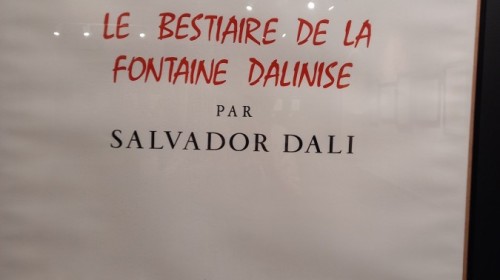 LE BESTIAIRE DE LA
FONTAINE DALINISE
PAR
SALVADOR DALI